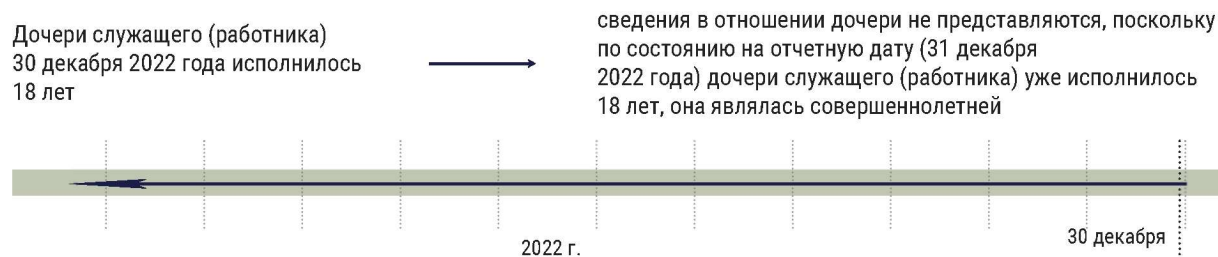 Дочери служащего (работника)
30 декабря 2022 года исполнилось
18 лет
сведения в отношении дочери не представляются, поскольку
по состоянию на отчетную дату (31 декабря
2022 года) дочери служащего (работника) уже исполнилось
18 лет, она являлась совершеннолетней
2022 г.
30 декабря